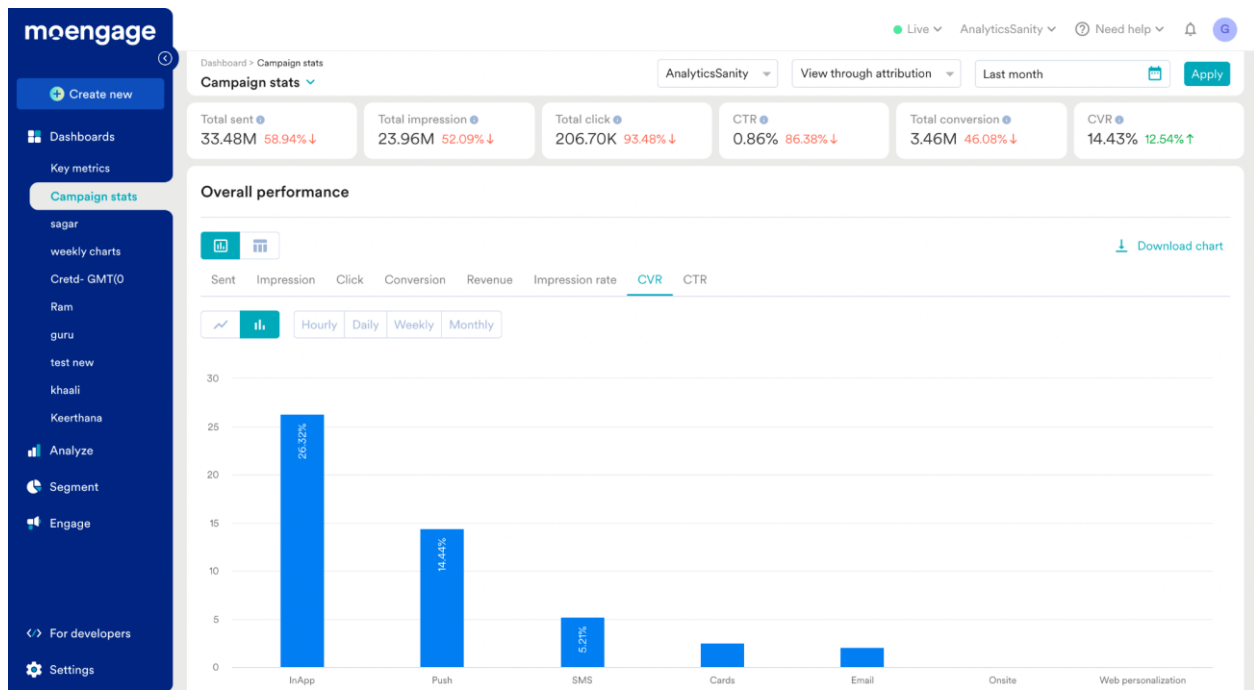 moengage
Live AnalyticsSanity Need help G
Create new
Dashboards
Key metrics
Campaign stats
sagar
weekly charts
Cretd- GMT(0
Ram
guru
test new
khaali
Keerthana
Analyze
Segment
Engage
For developers
Settings
Dashboard > Campaign stats
Campaign stats
AnalyticsSanity View through attribution Last month Apply
Total sent Total impression Total click CTR Total conversion CVR
33.48M 58.94%↓ 23.96M 52.09%↓ 206.70K 93.48%↓ 0.86% 86.38%↓ 3.46M 46.08%↓ 14.43% 12.54%↑
Overall performance
Download chart
Sent Impression Click Conversion Revenue Impression rate CVR CTR
Hourly Daily Weekly Monthly
30
25
20
15
10
5
0
26.32%
14.44%
5.21%
InApp Push SMS Cards Email Onsite Web personalization